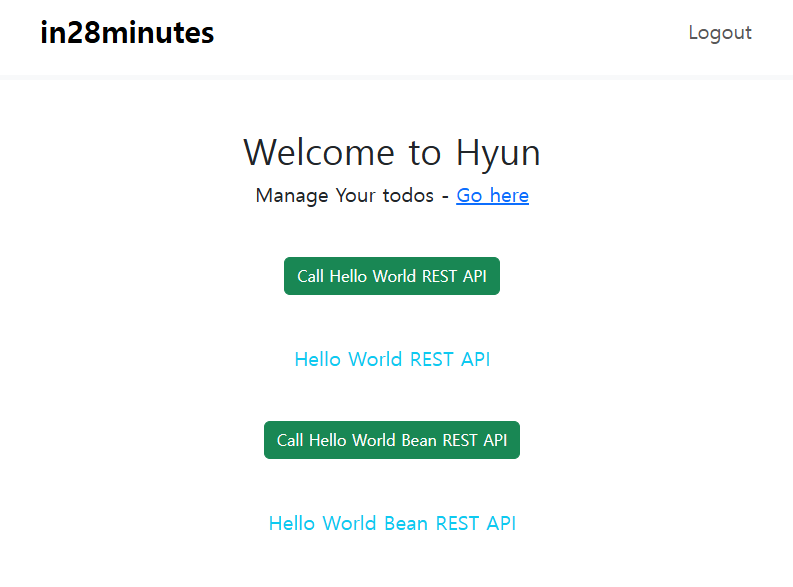 in28minutes Logout
Welcome to Hyun
Manage Your todos - Go here
Call Hello World REST API
Hello World REST API
Call Hello World Bean REST API
Hello World Bean REST API